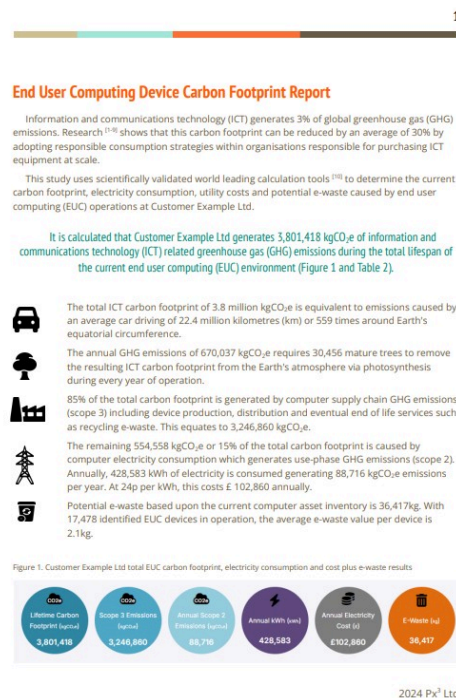 1
End User Computing Device Carbon Footprint Report
Information and communications technology (ICT) generates 3% of global greenhouse gas (GHG)
emissions. Research [1-9] shows that this carbon footprint can be reduced by an average of 30% by
adopting responsible consumption strategies within organisations responsible for purchasing ICT
equipment at scale.
This study uses scientifically validated world leading calculation tools [10] to determine the current
carbon footprint, electricity consumption, utility costs and potential e-waste caused by end user
computing (EUC) operations at Customer Example Ltd.
It is calculated that Customer Example Ltd generates 3,801,418 kgCO₂e of information and
communications technology (ICT) related greenhouse gas (GHG) emissions during the total lifespan of
the current end user computing (EUC) environment (Figure 1 and Table 2).
The total ICT carbon footprint of 3.8 million kgCO₂e is equivalent to emissions caused by
an average car driving of 22.4 million kilometres (km) or 559 times around Earth's
equatorial circumference.
The annual GHG emissions of 670,037 kgCO₂e requires 30,456 mature trees to remove
the resulting ICT carbon footprint from the Earth's atmosphere via photosynthesis
during every year of operation.
85% of the total carbon footprint is generated by computer supply chain GHG emissions
(scope 3) including device production, distribution and eventual end of life services such
as recycling e-waste. This equates to 3,246,860 kgCO₂e.
The remaining 554,558 kgCO₂e or 15% of the total carbon footprint is caused by
computer electricity consumption which generates use-phase GHG emissions (scope 2).
Annually, 428,583 kWh of electricity is consumed generating 88,716 kgCO₂e emissions
per year. At 24p per kWh, this costs £ 102,860 annually.
Potential e-waste based upon the current computer asset inventory is 36,417kg. With
17,478 identified EUC devices in operation, the average e-waste value per device is
2.1kg.
Figure 1. Customer Example Ltd total EUC carbon footprint, electricity consumption and cost plus e-waste results
CO2e
Lifetime Carbon
Footprint (kgCO₂e)
3,801,418
CO2e
Scope 3 Emissions
(kgCO₂e)
3,246,860
CO2e
Annual Scope 2
Emissions (kgCO₂e)
88,716
Annual kWh (kWh)
428,583
Annual Electricity
Cost (£)
£102,860
E-Waste (kg)
36,417
2024 Px³ Ltd